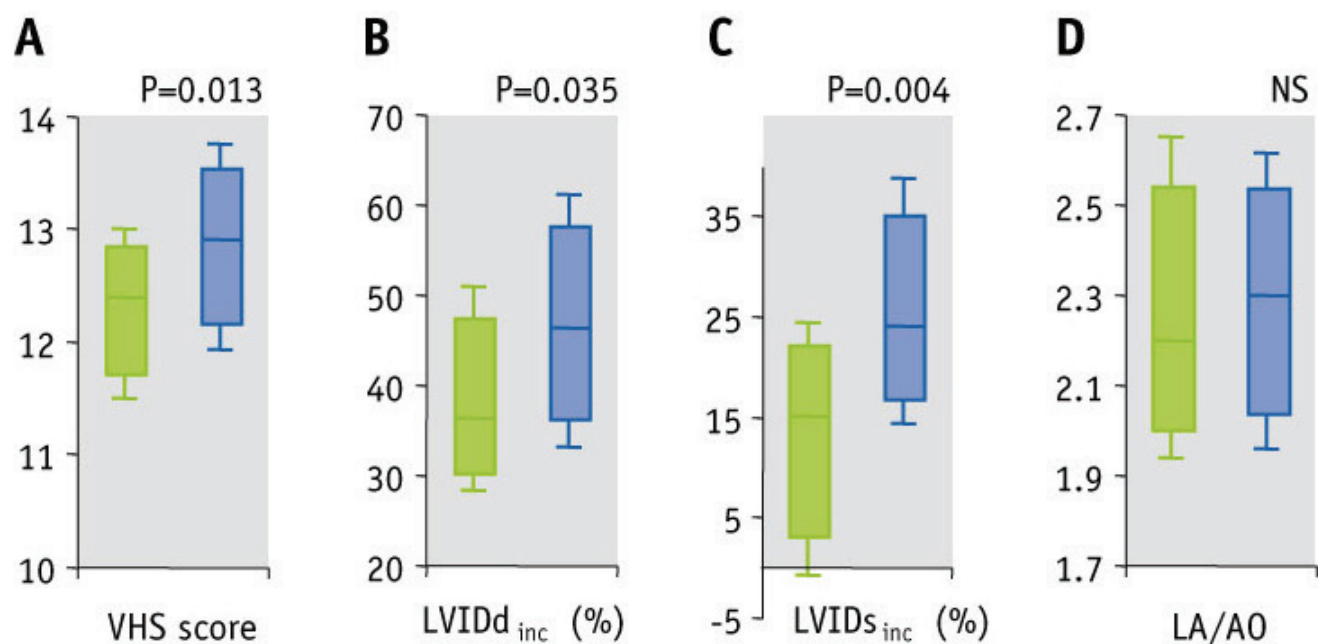 A
P=0.013
14
13
12
11
10
VHS score
B
P=0.035
70
60
50
40
30
20
LVIDd inc (%)
C
P=0.004
35
25
15
5
-5
LVIDs inc (%)
D
NS
2.7
2.5
2.3
2.1
1.9
1.7
LA/AO